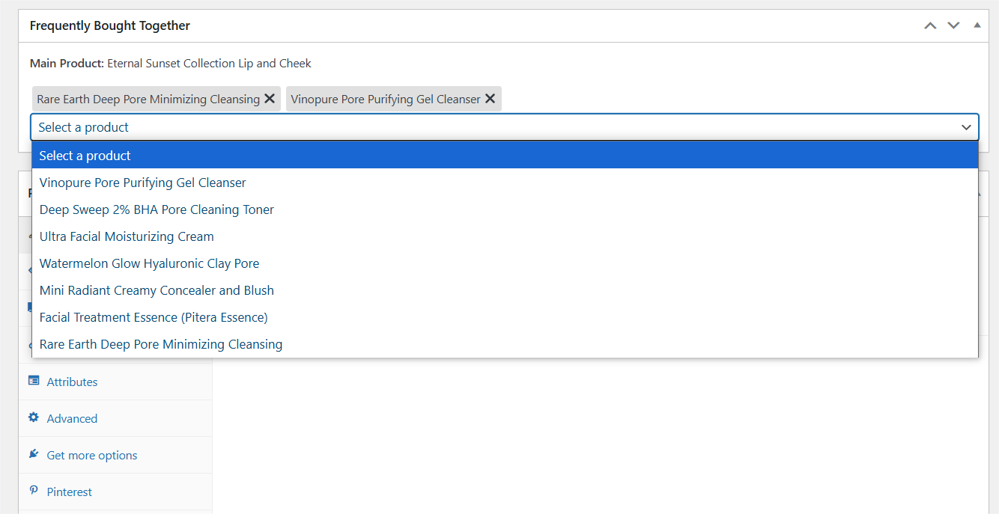 Frequently Bought Together
Main Product: Eternal Sunset Collection Lip and Cheek
Rare Earth Deep Pore Minimizing Cleansing Vinopure Pore Purifying Gel Cleanser
Select a product
Select a product
Vinopure Pore Purifying Gel Cleanser
Deep Sweep 2% BHA Pore Cleaning Toner
Ultra Facial Moisturizing Cream
Watermelon Glow Hyaluronic Clay Pore
Mini Radiant Creamy Concealer and Blush
Facial Treatment Essence (Pitera Essence)
Rare Earth Deep Pore Minimizing Cleansing
Attributes
Advanced
Get more options
Pinterest